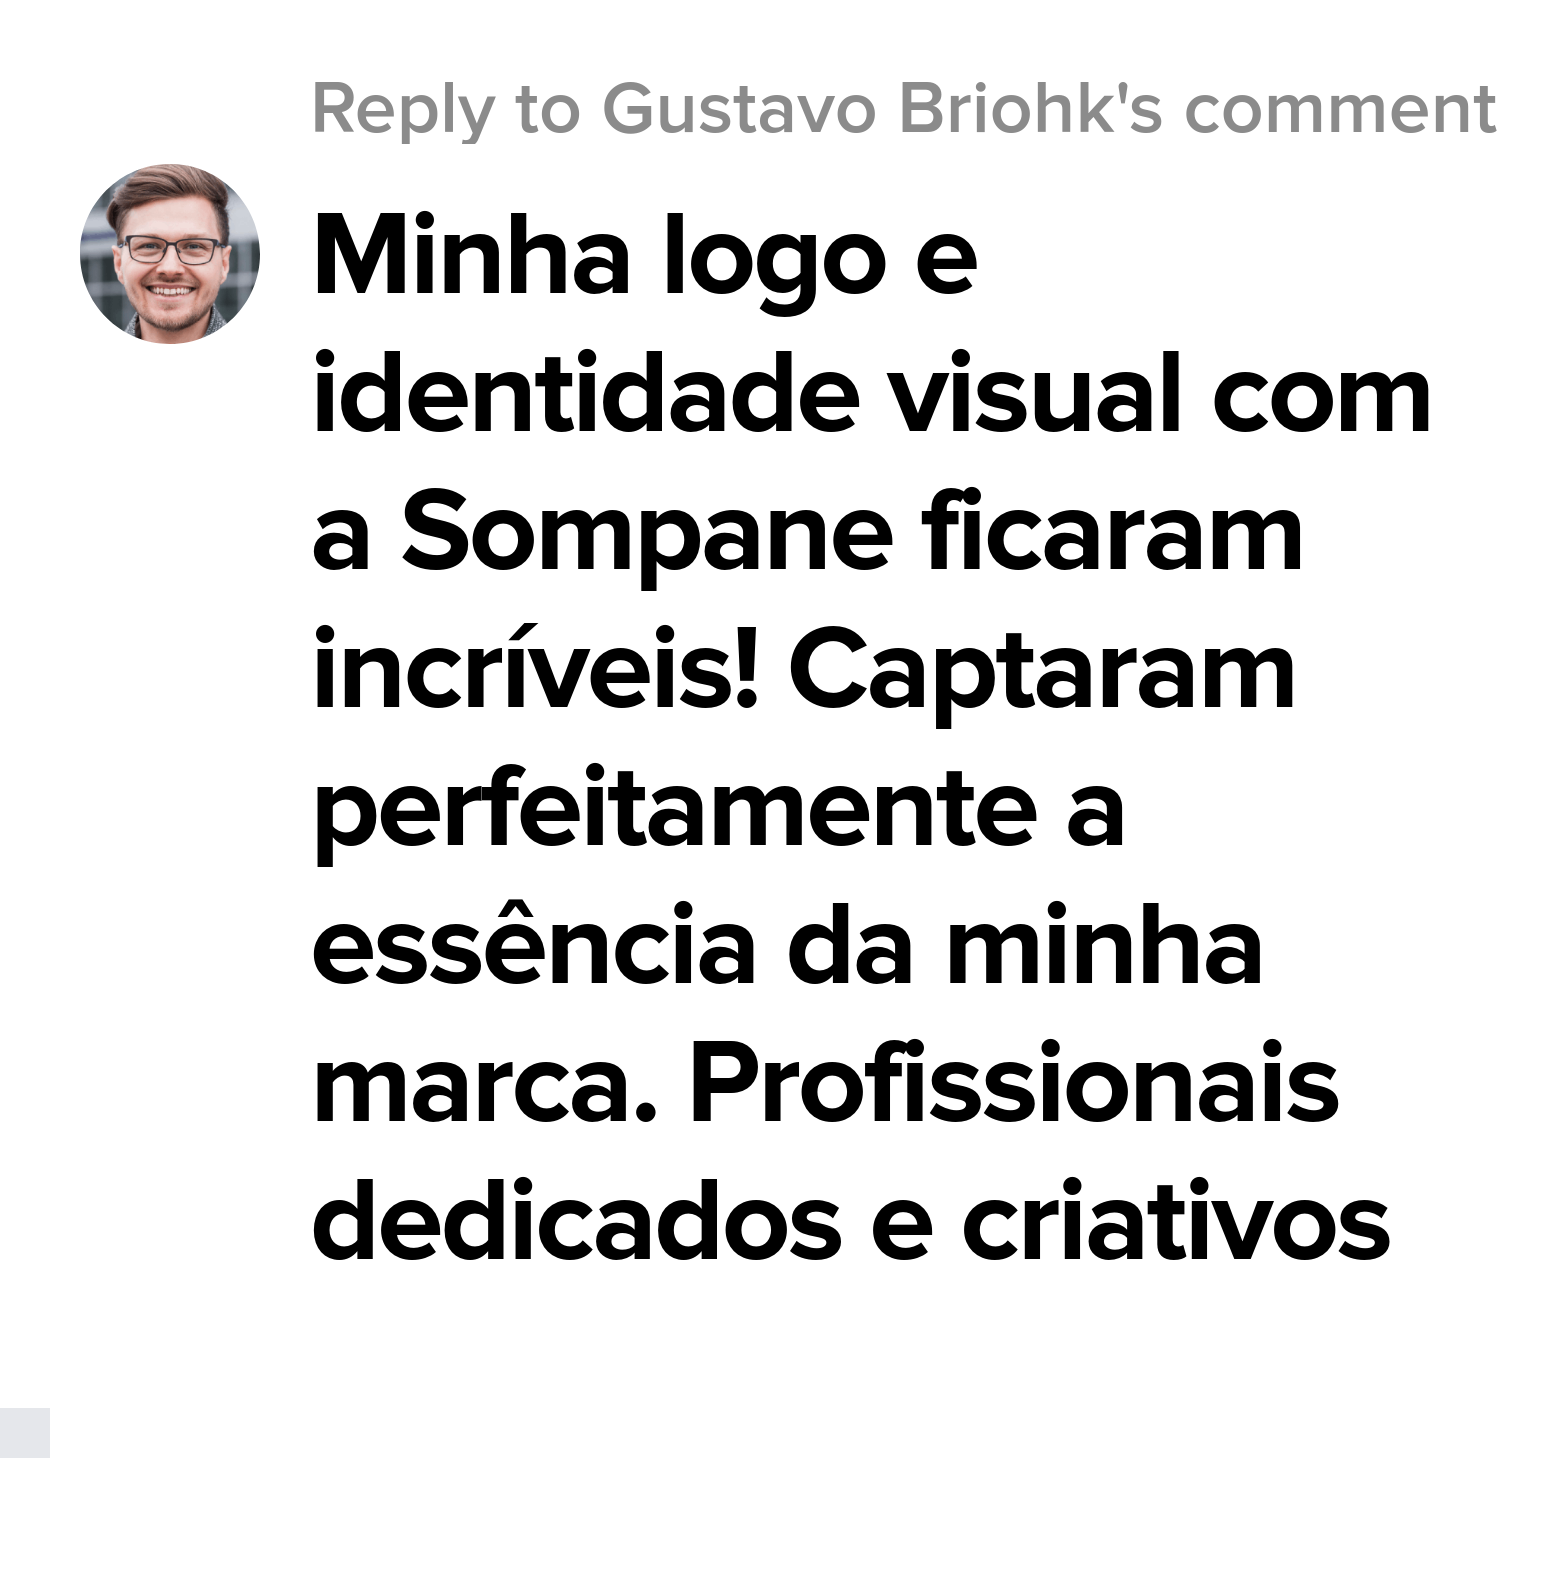 Reply to Gustavo Briohk's comment
Minha logo e
identidade visual com
a Sompane ficaram
incríveis! Captaram
perfeitamente a
essência da minha
marca. Profissionais
dedicados e criativos